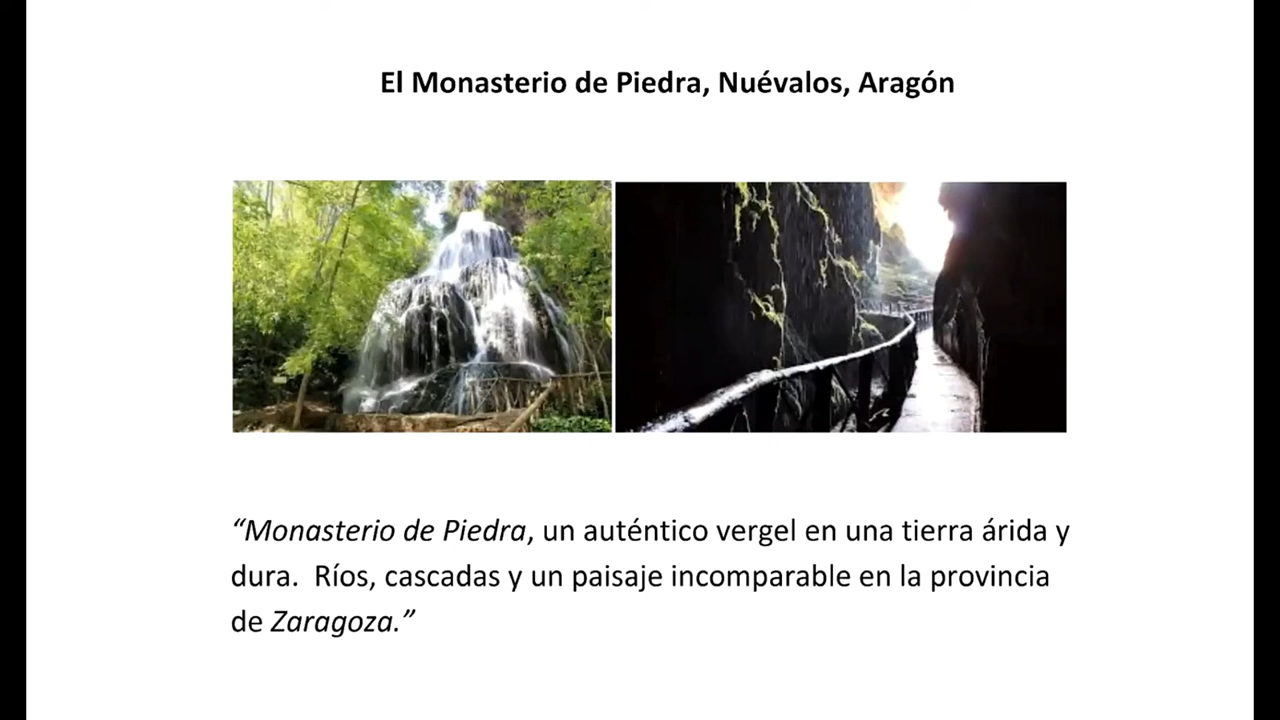 El Monasterio de Piedra, Nuévalos, Aragón
“Monasterio de Piedra, un auténtico vergel en una tierra árida y
dura.  Ríos, cascadas y un paisaje incomparable en la provincia
de Zaragoza.”